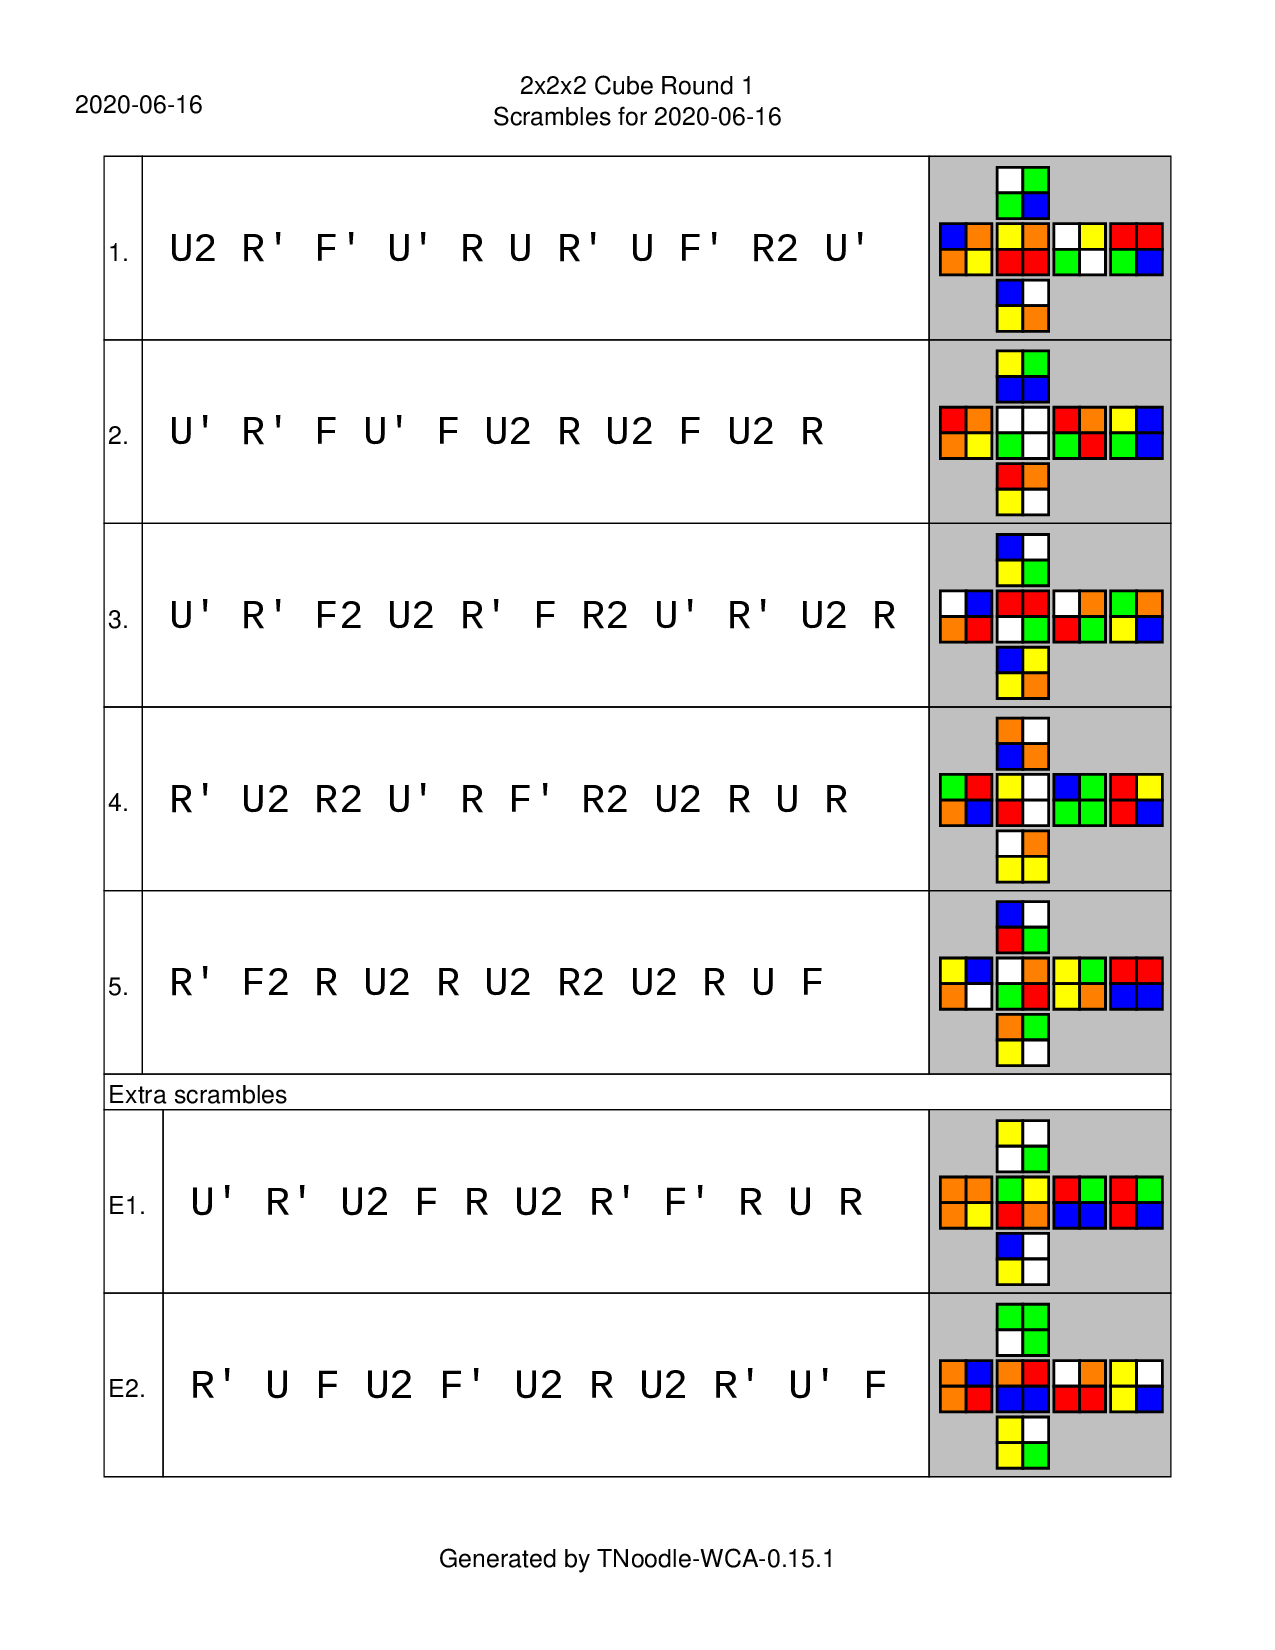 2020-06-16
2x2x2 Cube Round 1
Scrambles for 2020-06-16
1. U2 R' F' U' R U R' U F' R2 U'
2. U' R' F U' F U2 R U2 F U2 R
3. U' R' F2 U2 R' F R2 U' R' U2 R
4. R' U2 R2 U' R F' R2 U2 R U R
5. R' F2 R U2 R U2 R2 U2 R U F
Extra scrambles
E1. U' R' U2 F R U2 R' F' R U R
E2. R' U F U2 F' U2 R U2 R' U' F
Generated by TNoodle-WCA-0.15.1